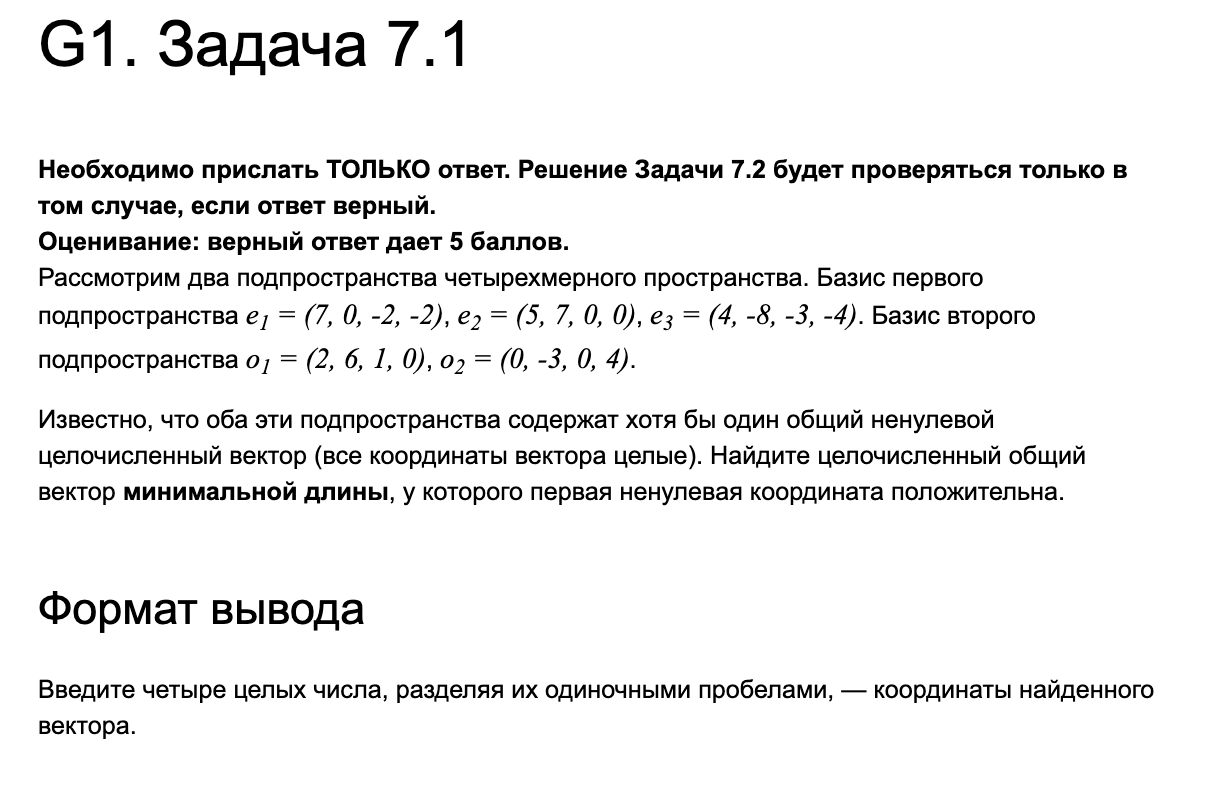 G1. Задача 7.1
Необходимо прислать ТОЛЬКО ответ. Решение Задачи 7.2 будет проверяться только в
том случае, если ответ верный.
Оценивание: верный ответ дает 5 баллов.
Рассмотрим два подпространства четырехмерного пространства. Базис первого
подпространства e₁ = (7, 0, -2, -2), e₂ = (5, 7, 0, 0), e₃ = (4, -8, -3, -4). Базис второго
подпространства o₁ = (2, 6, 1, 0), o₂ = (0, -3, 0, 4).
Известно, что оба эти подпространства содержат хотя бы один общий ненулевой
целочисленный вектор (все координаты вектора целые). Найдите целочисленный общий
вектор минимальной длины, у которого первая ненулевая координата положительна.
Формат вывода
Введите четыре целых числа, разделяя их одиночными пробелами, — координаты найденного
вектора.